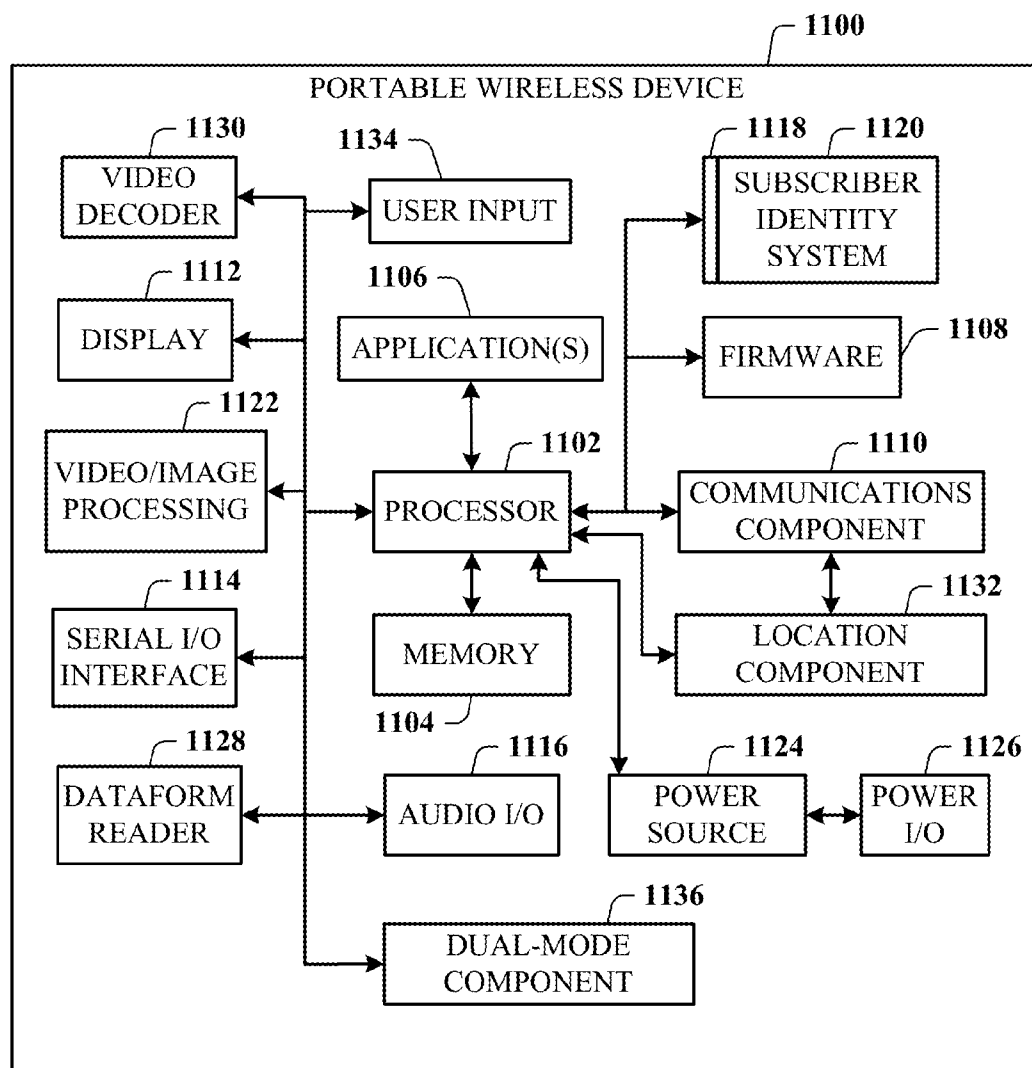 1100
PORTABLE WIRELESS DEVICE
1130
1134
1118
1120
VIDEO
DECODER
USER INPUT
SUBSCRIBER
IDENTITY
SYSTEM
1112
1106
DISPLAY
APPLICATION(S)
FIRMWARE
1108
1122
1102
1110
VIDEO/IMAGE
PROCESSING
PROCESSOR
COMMUNICATIONS
COMPONENT
1114
1132
SERIAL I/O
INTERFACE
MEMORY
LOCATION
COMPONENT
1104
1128
1116
1124
1126
DATAFORM
READER
AUDIO I/O
POWER
SOURCE
POWER
I/O
1136
DUAL-MODE
COMPONENT